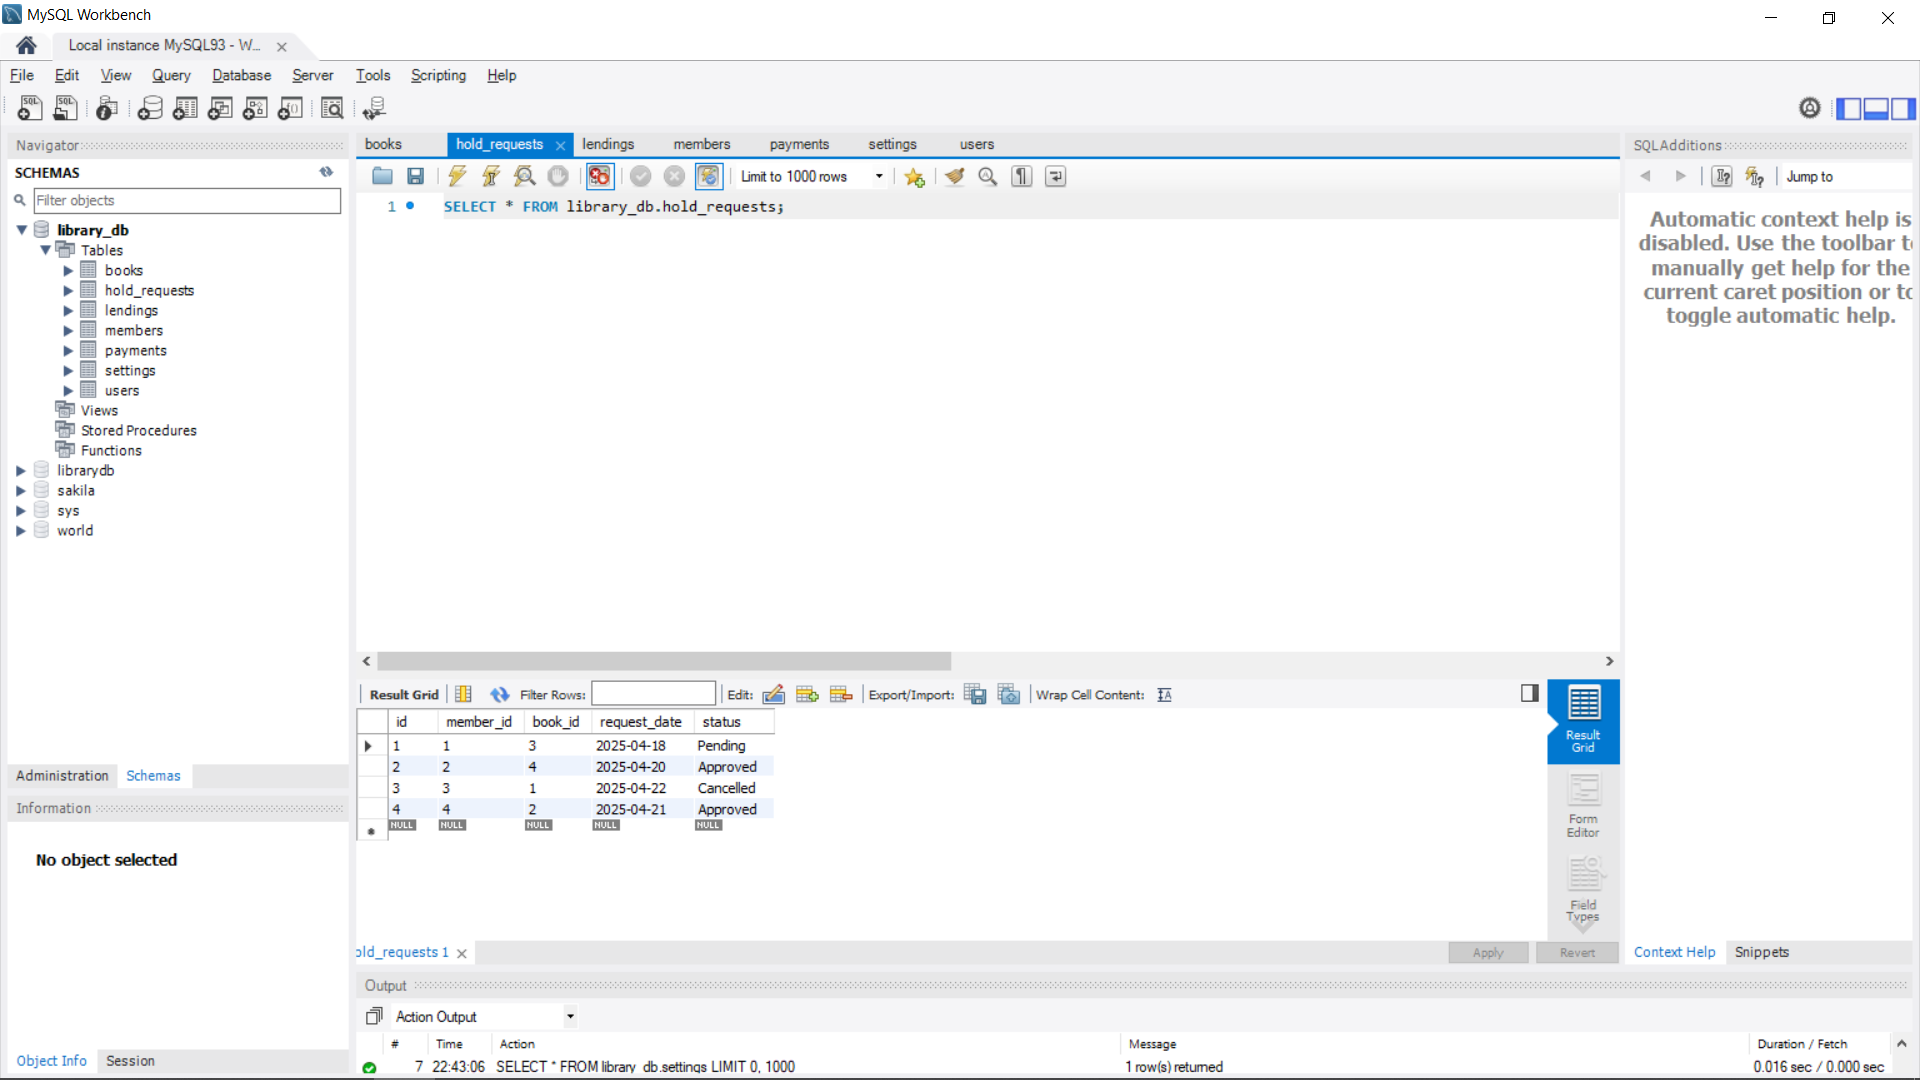 MySQL Workbench
Local instance MySQL93 - W...
File Edit View Query Database Server Tools Scripting Help
Navigator
SCHEMAS
Filter objects
library_db
Tables
books
hold_requests
lendings
members
payments
settings
users
Views
Stored Procedures
Functions
librarydb
sakila
sys
world
Administration Schemas
Information
No object selected
Object Info Session
books hold_requests lendings members payments settings users
Limit to 1000 rows
1 SELECT * FROM library_db.hold_requests;
Result Grid Filter Rows: Edit: Export/Import: Wrap Cell Content:
id member_id book_id request_date status
1 1 3 2025-04-18 Pending
2 2 4 2025-04-20 Approved
3 3 1 2025-04-22 Cancelled
4 4 2 2025-04-21 Approved
NULL NULL NULL NULL NULL
Result
Grid
Form
Editor
Field
Types
old_requests 1
Apply Revert
SQLAdditions
Jump to
Automatic context help is
disabled. Use the toolbar to
manually get help for the
current caret position or to
toggle automatic help.
Context Help Snippets
Output
Action Output
# Time Action Message Duration / Fetch
7 22:43:06 SELECT * FROM library_db.settings LIMIT 0, 1000 1 row(s) returned 0.016 sec / 0.000 sec